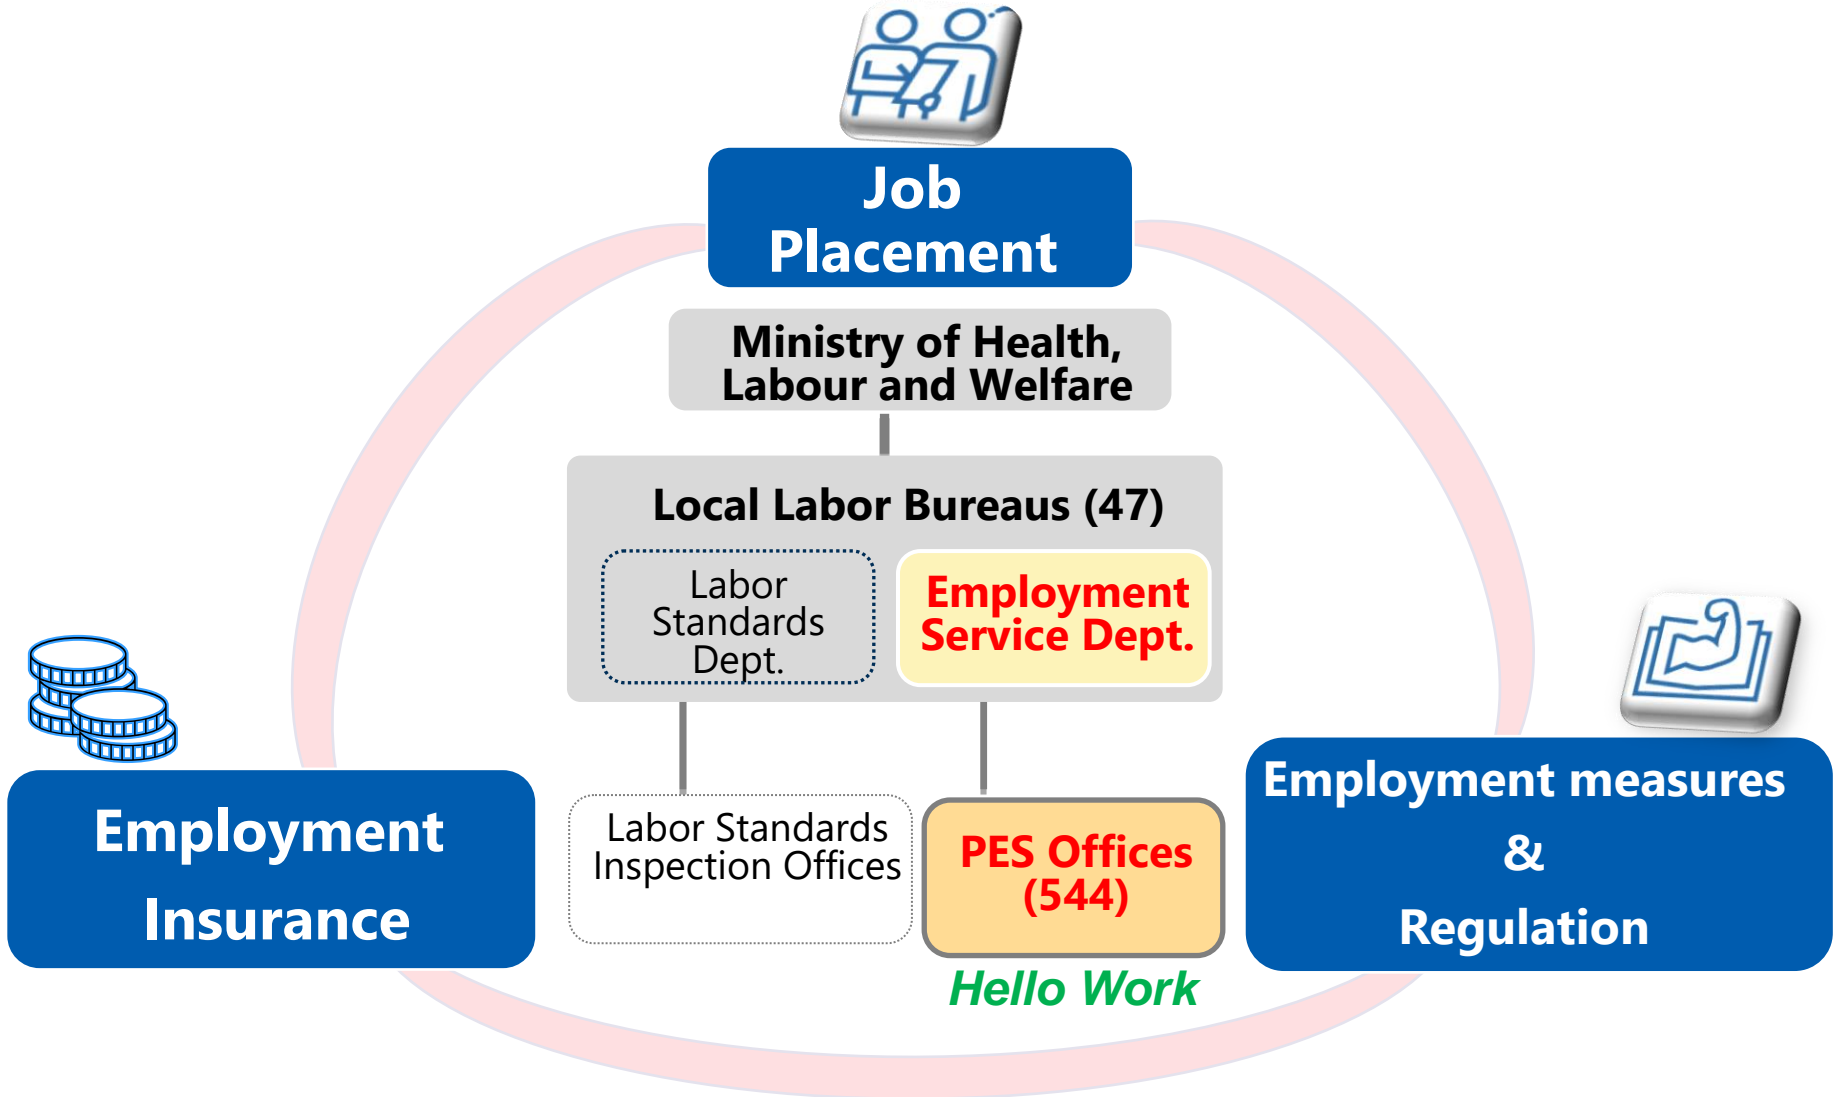 Job
Placement
Ministry of Health,
Labour and Welfare
Local Labor Bureaus (47)
Labor
Standards
Dept.
Employment
Service Dept.
Employment
Insurance
Labor Standards
Inspection Offices
PES Offices
(544)
Hello Work
Employment measures
&
Regulation